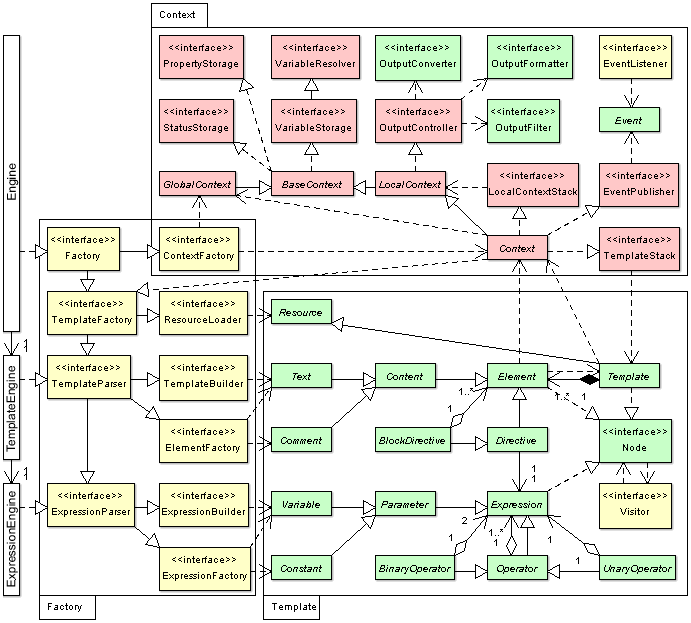 Context
<<interface>>
PropertyStorage
<<interface>>
VariableResolver
<<interface>>
OutputConverter
<<interface>>
OutputFormatter
<<interface>>
EventListener
<<interface>>
StatusStorage
<<interface>>
VariableStorage
<<interface>>
OutputController
<<interface>>
OutputFilter
Event
GlobalContext
BaseContext
LocalContext
<<interface>>
LocalContextStack
<<interface>>
EventPublisher
Engine
<<interface>>
Factory
<<interface>>
ContextFactory
Context
<<interface>>
TemplateStack
<<interface>>
TemplateFactory
<<interface>>
ResourceLoader
Resource
1
TemplateEngine
<<interface>>
TemplateParser
<<interface>>
TemplateBuilder
Text
Content
Element
Template
1..*
1..*
1
1
<<interface>>
ElementFactory
Comment
BlockDirective
Directive
<<interface>>
Node
1
1
1
ExpressionEngine
<<interface>>
ExpressionParser
<<interface>>
ExpressionBuilder
Variable
Parameter
Expression
<<interface>>
Visitor
2
1..*
1
1
1
1
<<interface>>
ExpressionFactory
Constant
BinaryOperator
Operator
UnaryOperator
Factory
Template